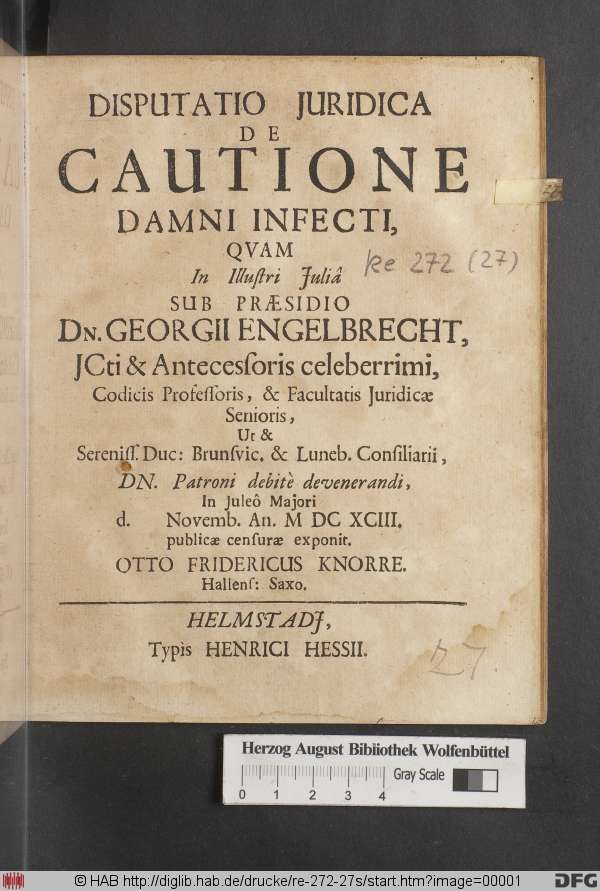 DISPUTATIO JURIDICA
DE
CAUTIONE
DAMNI INFECTI,
QVAM
In Illuſtri Juliâ
SUB PRÆSIDIO
DN. GEORGII ENGELBRECHT,
JCti & Anteceſſoris celeberrimi,
Codicis Profeſſoris, & Facultatis Juridicæ
Senioris,
Ut &
Sereniſſ. Duc: Brunſvic. & Luneb. Conſiliarii,
DN. Patroni debitè devenerandi,
In Juleô Majori
d. Novemb. An. M DC XCIII.
publicæ cenſuræ exponit.
OTTO FRIDERICUS KNORRE.
Hallenſ: Saxo.
HELMSTADJ,
Typis HENRICI HESSII.
Re 272 (27)
27
Herzog August Bibliothek Wolfenbüttel
Gray Scale
0 1 2 3 4
© HAB http://diglib.hab.de/drucke/re-272-27s/start.htm?image=00001
DFG